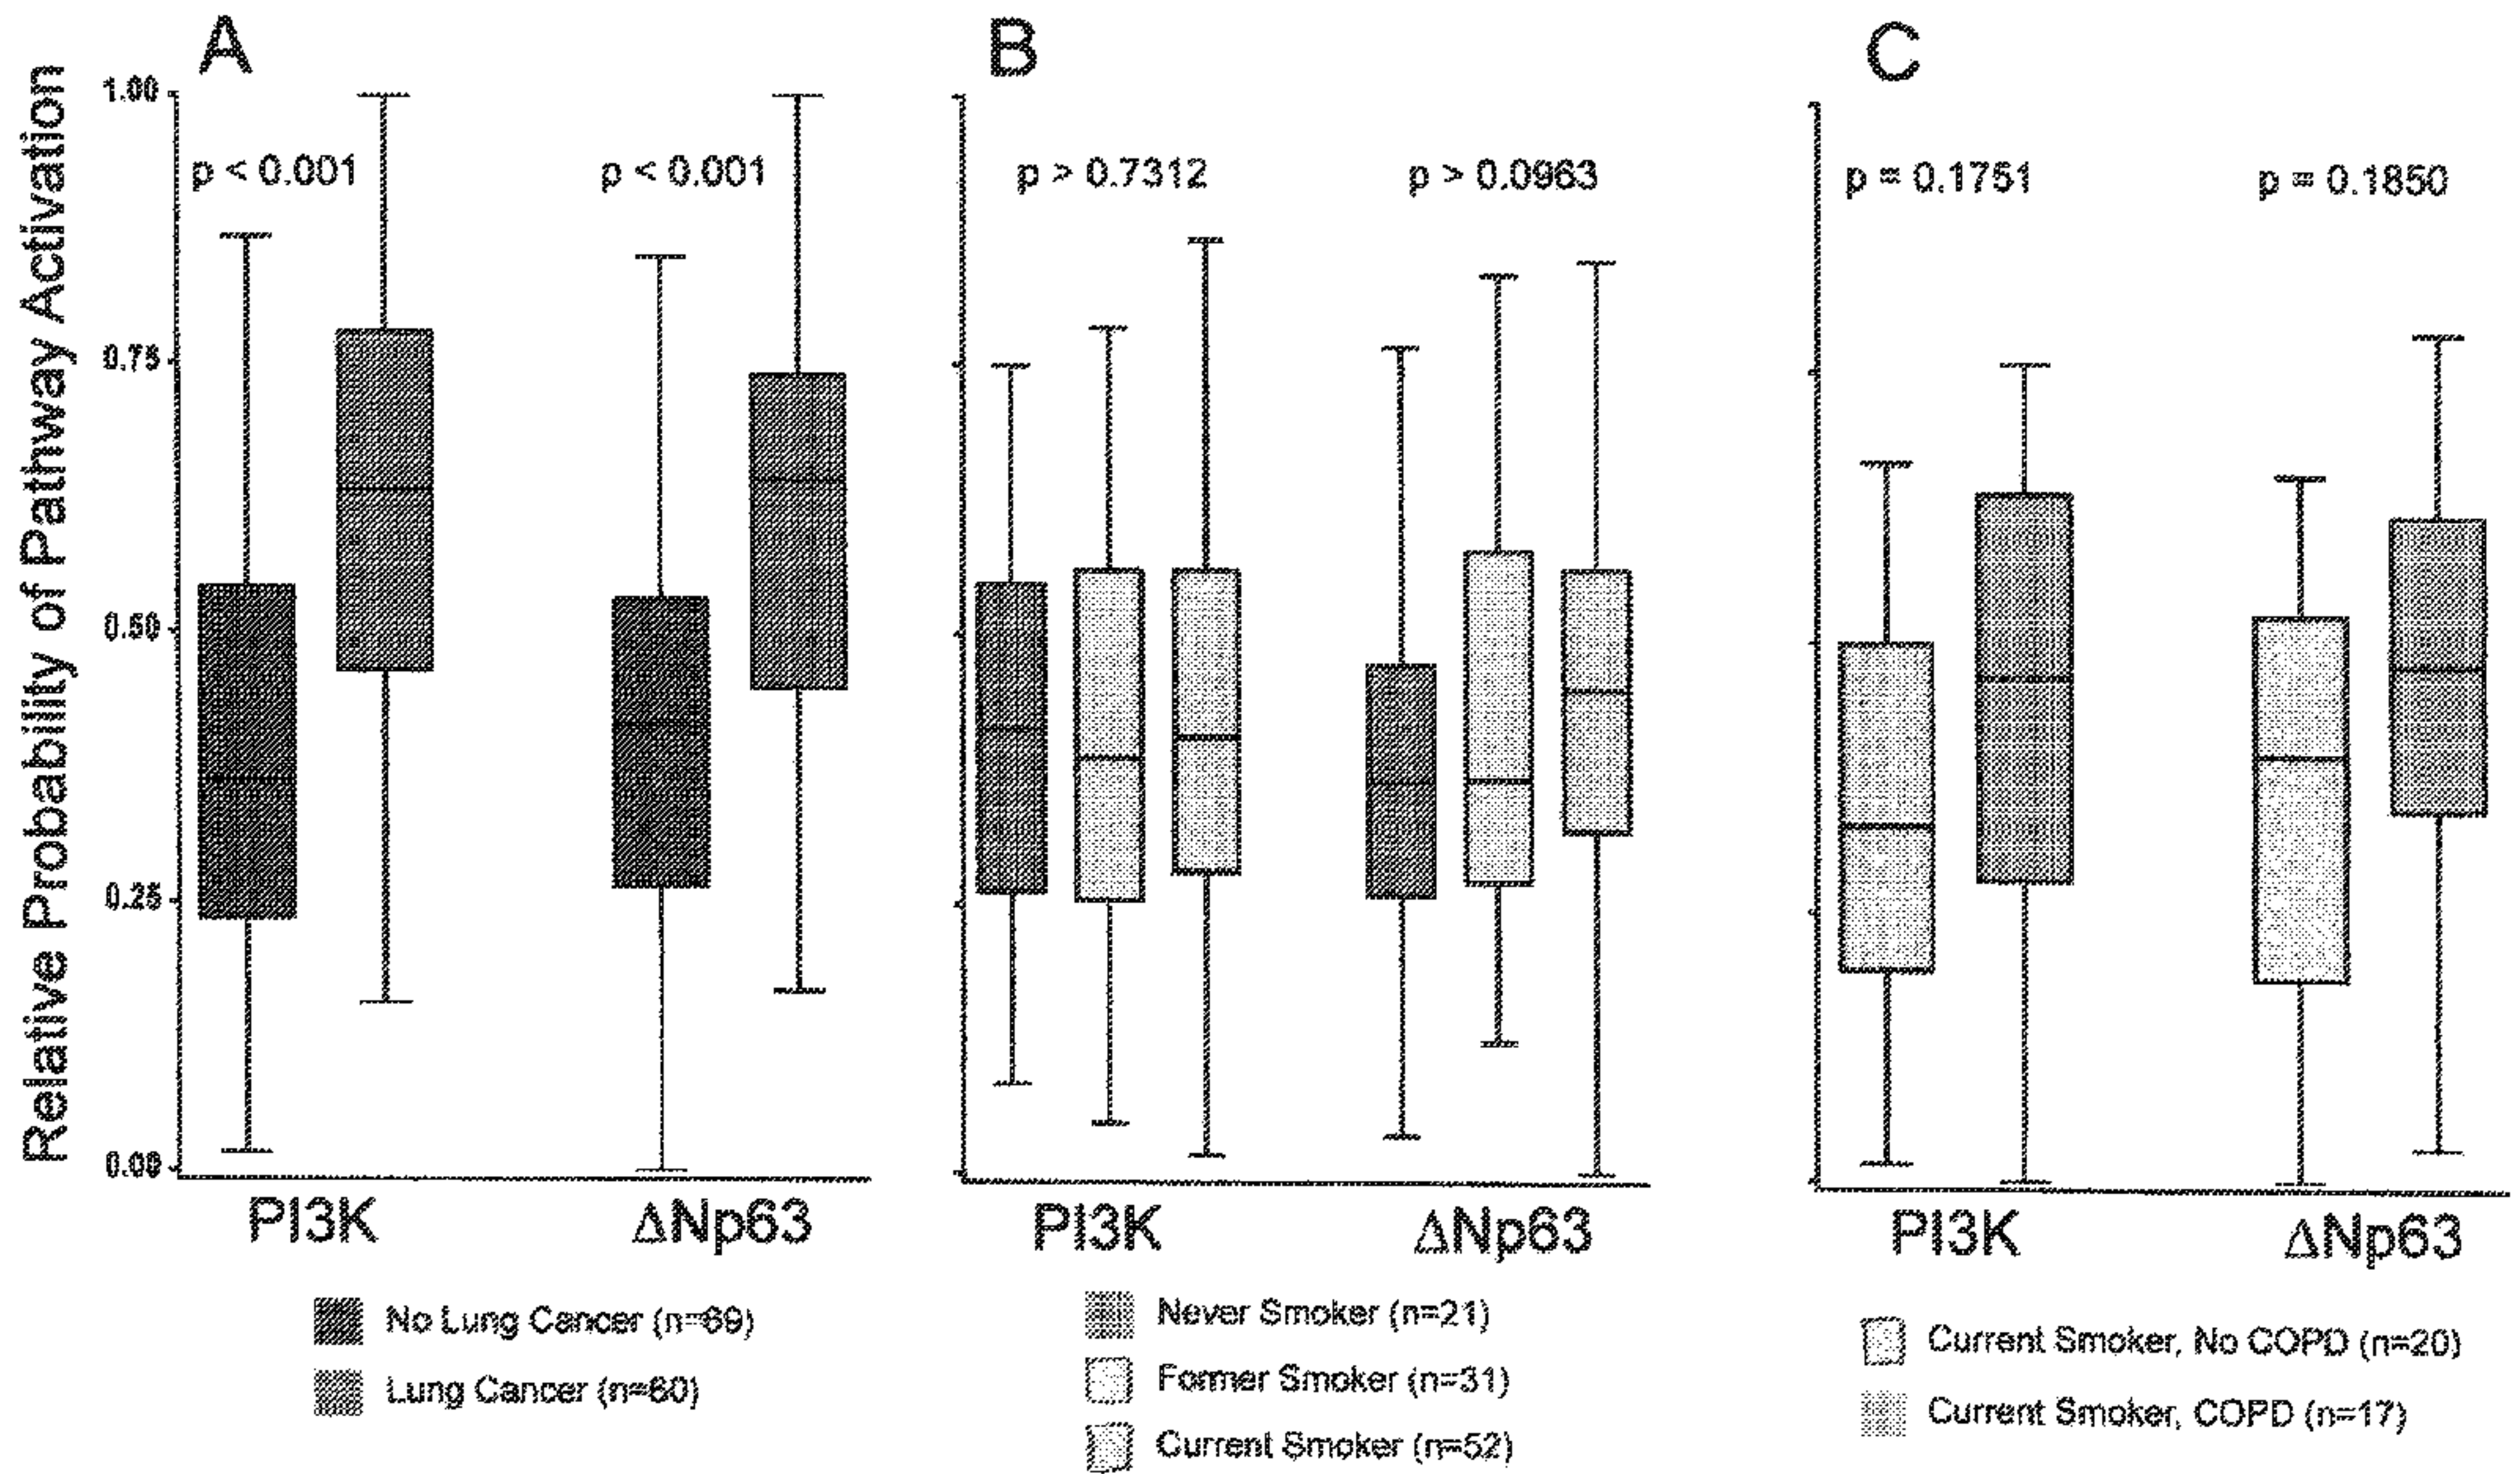 A
B
C
Relative Probability of Pathway Activation
1.00
0.75
0.50
0.25
0.00
p < 0.001
p < 0.001
p > 0.7312
p > 0.0963
p = 0.1751
p = 0.1850
PI3K
ΔNp63
PI3K
ΔNp63
PI3K
ΔNp63
No Lung Cancer (n=69)
Lung Cancer (n=60)
Never Smoker (n=21)
Former Smoker (n=31)
Current Smoker (n=52)
Current Smoker, No COPD (n=20)
Current Smoker, COPD (n=17)